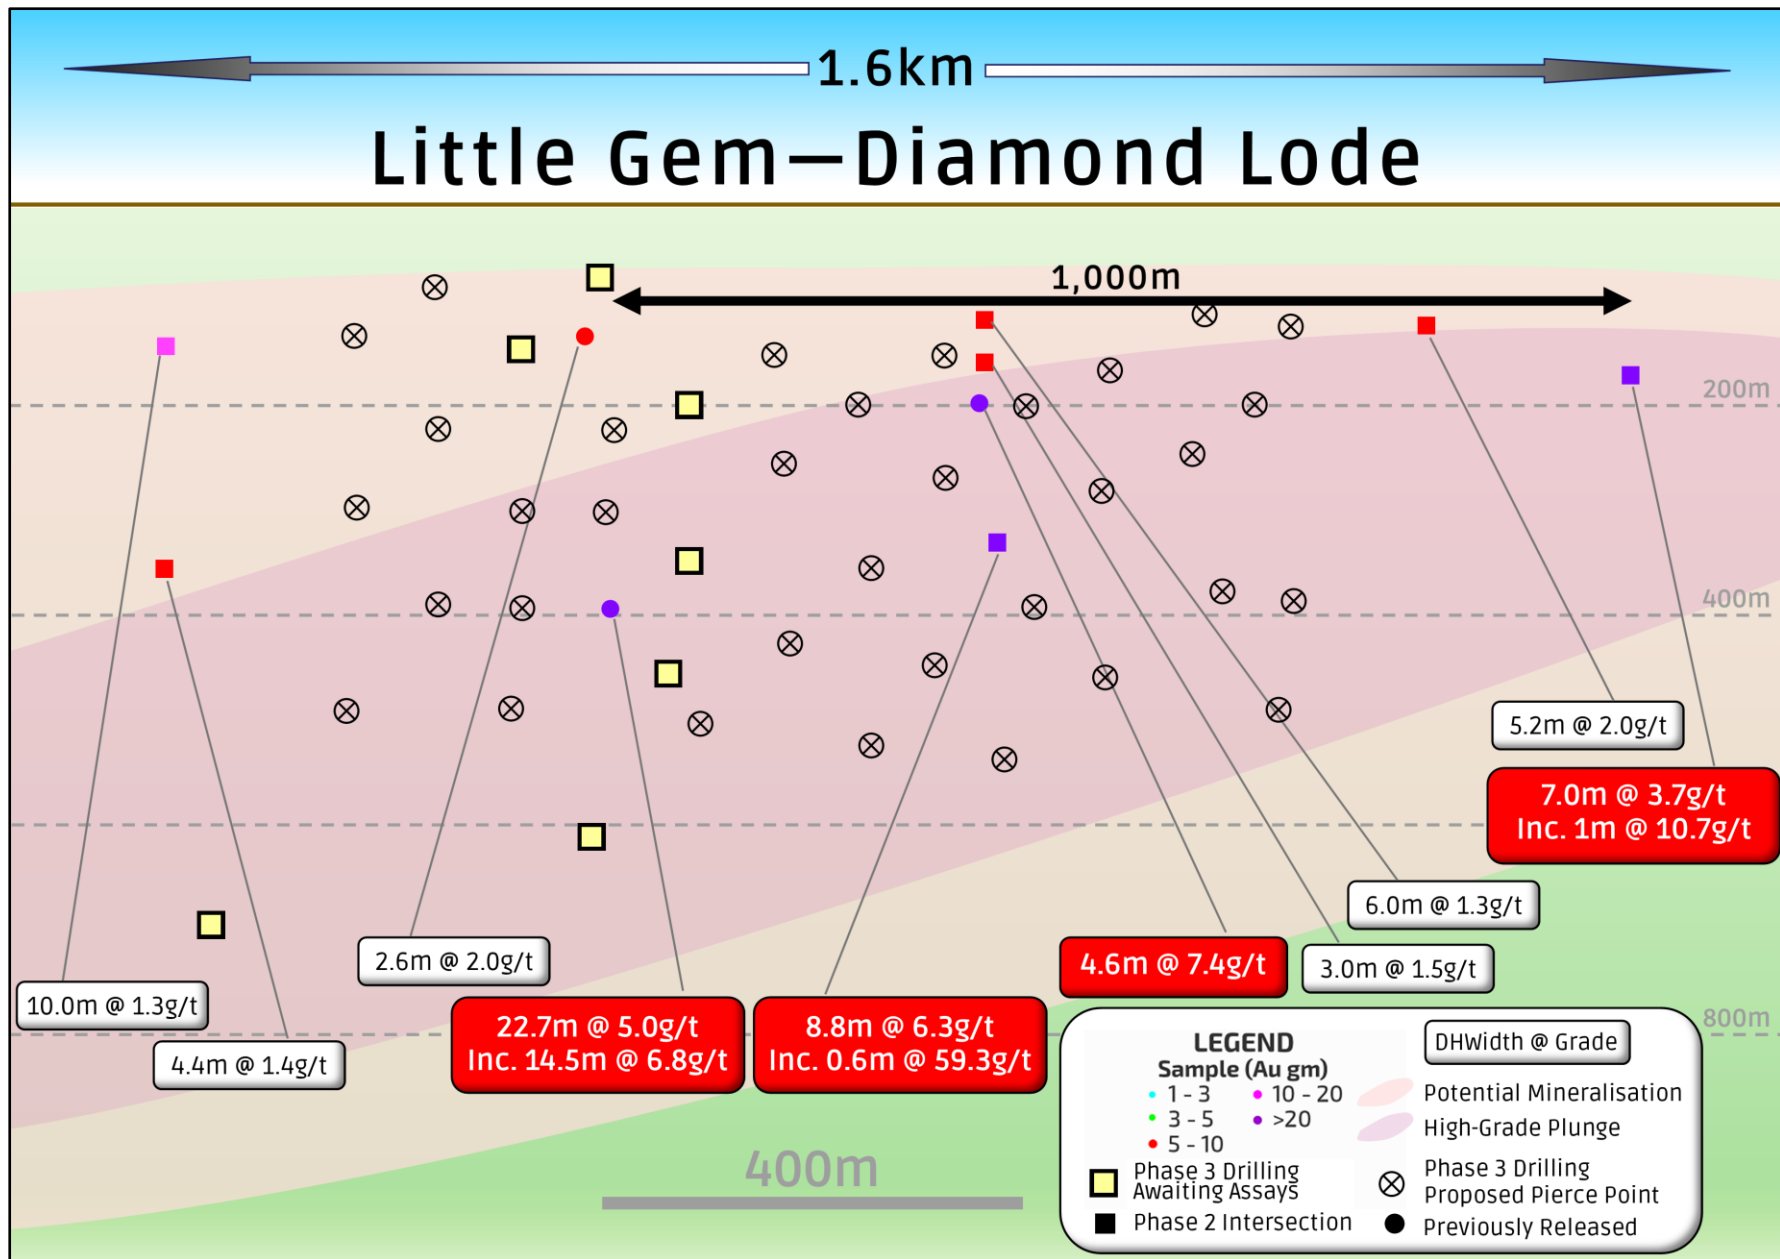 1.6km
Little Gem—Diamond Lode
1,000m
200m
400m
5.2m @ 2.0g/t
7.0m @ 3.7g/t
Inc. 1m @ 10.7g/t
6.0m @ 1.3g/t
2.6m @ 2.0g/t
4.6m @ 7.4g/t
3.0m @ 1.5g/t
10.0m @ 1.3g/t
22.7m @ 5.0g/t
Inc. 14.5m @ 6.8g/t
8.8m @ 6.3g/t
Inc. 0.6m @ 59.3g/t
4.4m @ 1.4g/t
800m
400m
LEGEND
Sample (Au gm)
1 - 3
3 - 5
5 - 10
10 - 20
>20
DHWidth @ Grade
Potential Mineralisation
High-Grade Plunge
Phase 3 Drilling
Awaiting Assays
Phase 3 Drilling
Proposed Pierce Point
Phase 2 Intersection
Previously Released